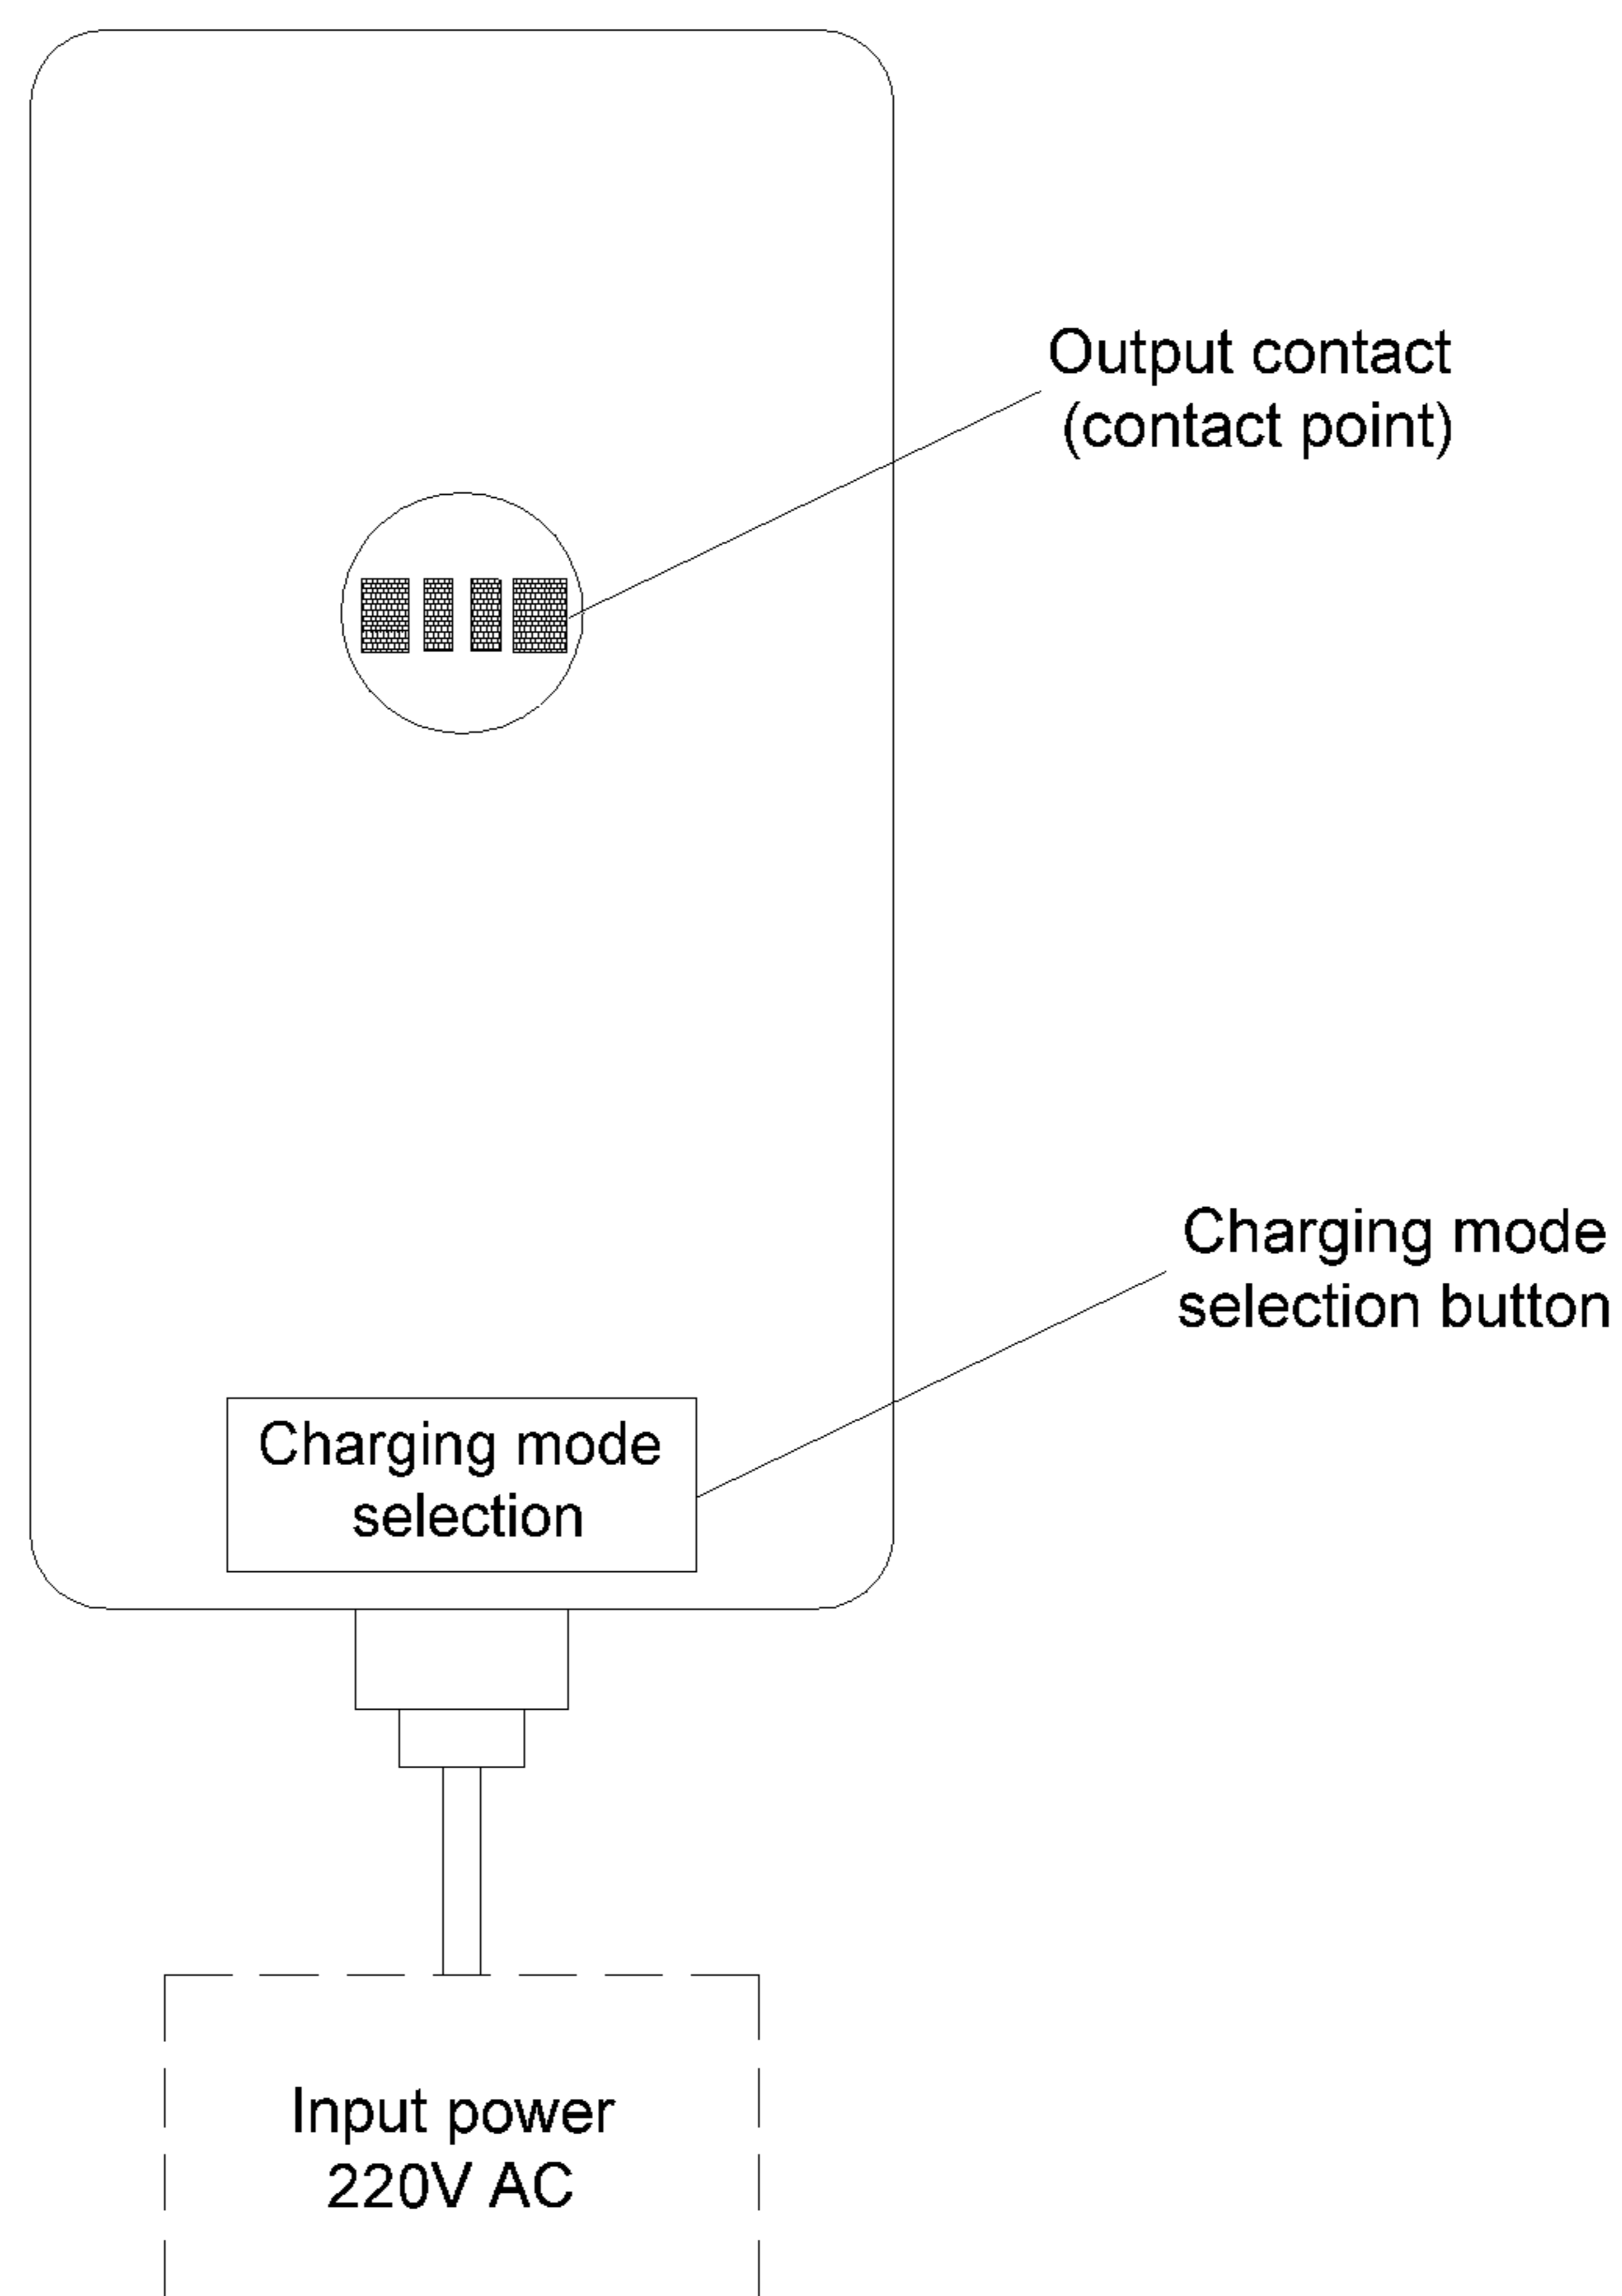 Output contact
(contact point)
Charging mode
selection button
Charging mode
selection
Input power
220V AC